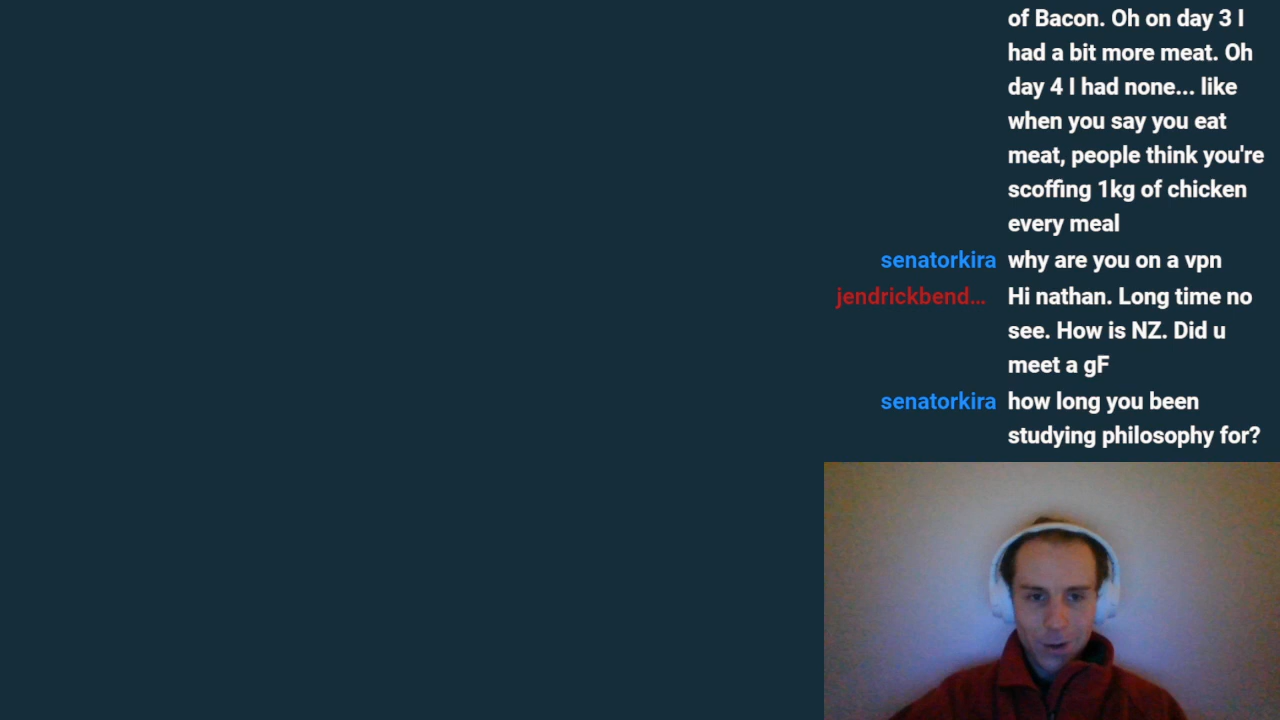 of Bacon. Oh on day 3 I
had a bit more meat. Oh
day 4 I had none... like
when you say you eat
meat, people think you're
scoffing 1kg of chicken
every meal
senatorkira why are you on a vpn
jendrickbend... Hi nathan. Long time no
see. How is NZ. Did u
meet a gF
senatorkira how long you been
studying philosophy for?